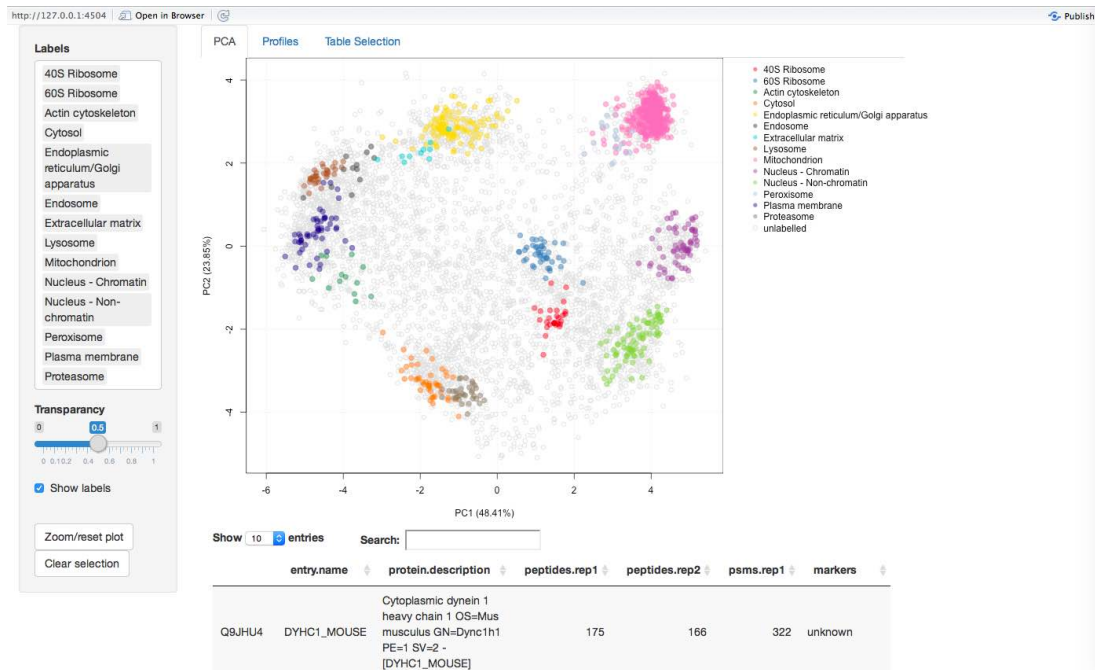 http://127.0.0.1:4504
Open in Browser
Publish
Labels
40S Ribosome
60S Ribosome
Actin cytoskeleton
Cytosol
Endoplasmic
reticulum/Golgi
apparatus
Endosome
Extracellular matrix
Lysosome
Mitochondrion
Nucleus - Chromatin
Nucleus - Non-
chromatin
Peroxisome
Plasma membrane
Proteasome
Transparancy
0 0.5 1
0 0.10.2 0.4 0.6 0.8 1
Show labels
Zoom/reset plot
Clear selection
PCA Profiles Table Selection
4
2
0
-2
-4
PC2 (23.85%)
-6 -4 -2 0 2 4
PC1 (48.41%)
40S Ribosome
60S Ribosome
Actin cytoskeleton
Cytosol
Endoplasmic reticulum/Golgi apparatus
Endosome
Extracellular matrix
Lysosome
Mitochondrion
Nucleus - Chromatin
Nucleus - Non-chromatin
Peroxisome
Plasma membrane
Proteasome
unlabelled
Show 10 entries Search:
entry.name protein.description peptides.rep1 peptides.rep2 psms.rep1 markers
Cytoplasmic dynein 1
heavy chain 1 OS=Mus
Q9JHU4 DYHC1_MOUSE musculus GN=Dync1h1 175 166 322 unknown
PE=1 SV=2 -
[DYHC1_MOUSE]